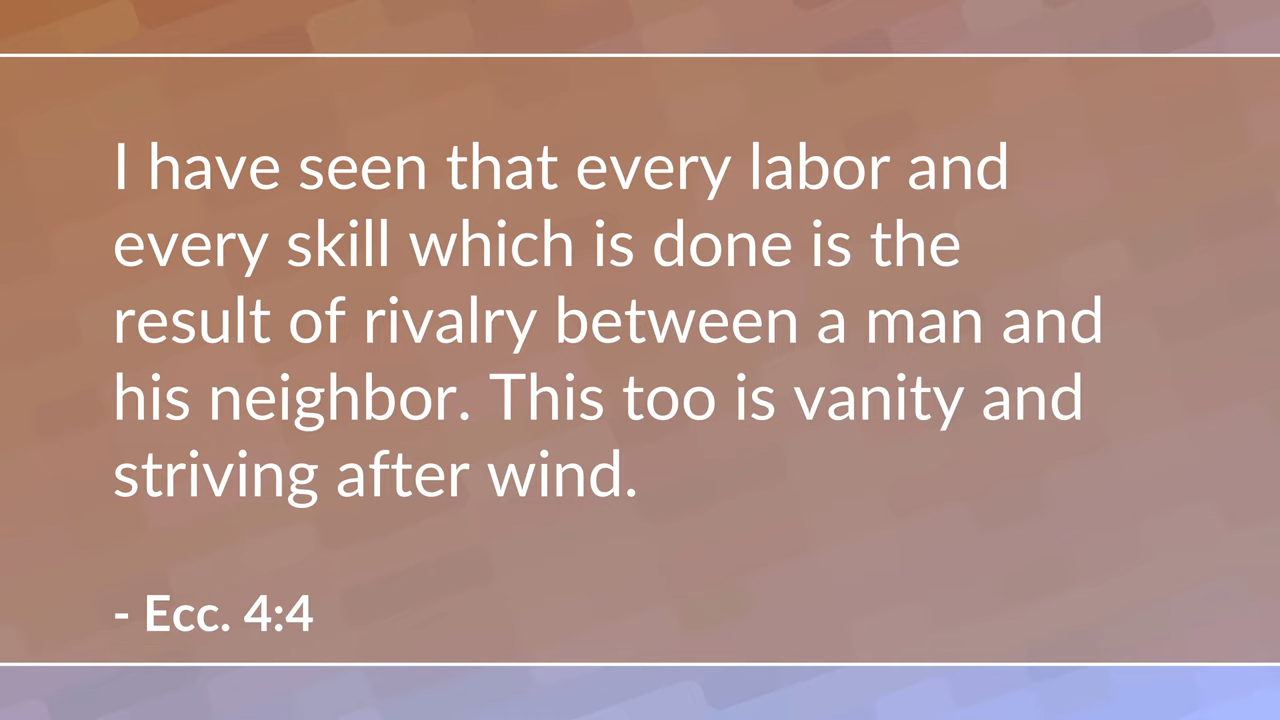 I have seen that every labor and
every skill which is done is the
result of rivalry between a man and
his neighbor. This too is vanity and
striving after wind.
- Ecc. 4:4